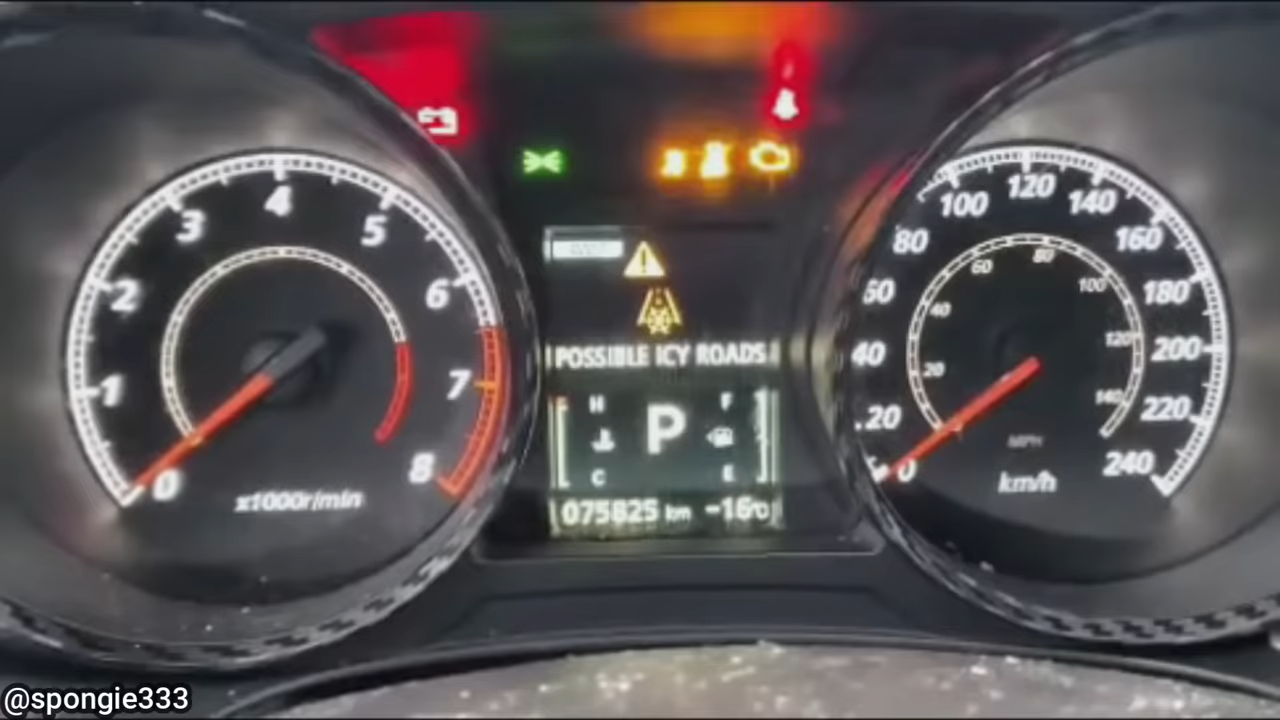 0
1
2
3
4
5
6
7
8
x1000r/min
POSSIBLE ICY ROADS
H
F
P
C
E
075825 km -16°C
0
20
40
60
80
100
120
140
160
180
200
220
240
20
40
60
80
100
120
140
MPH
km/h
@spongie333